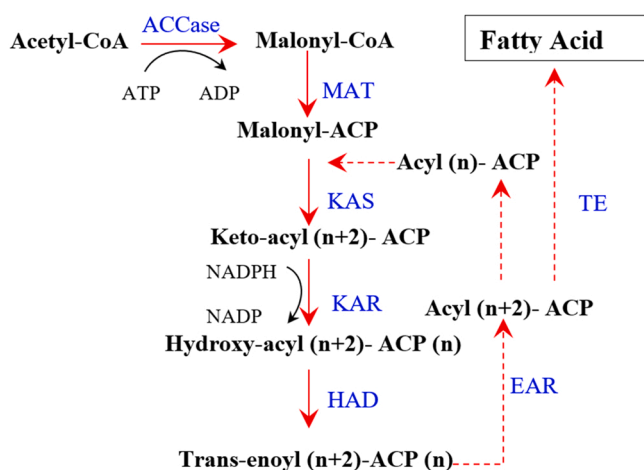 ACCase
Acetyl-CoA
Malonyl-CoA
Fatty Acid
ATP
ADP
MAT
Malonyl-ACP
Acyl (n)- ACP
KAS
TE
Keto-acyl (n+2)- ACP
NADPH
KAR
NADP
Acyl (n+2)- ACP
Hydroxy-acyl (n+2)- ACP (n)
HAD
EAR
Trans-enoyl (n+2)-ACP (n)